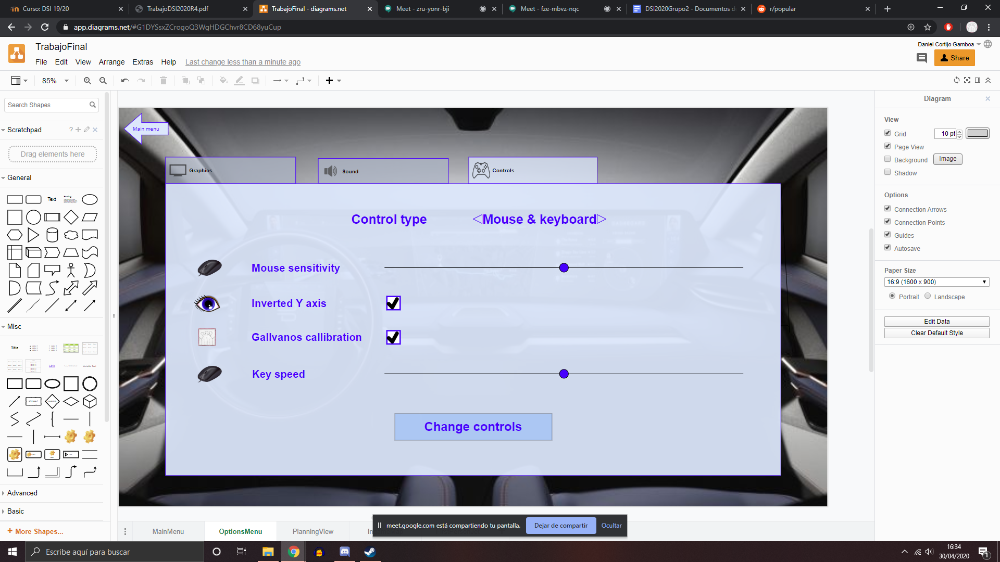 Curso: DSI 19/20
TrabajoDSI2020R4.pdf
TrabajoFinal - diagrams.net
Meet - zru-yonr-bji
Meet - fze-mbvz-nqc
DSI2020Grupo2 - Documentos d
r/popular
app.diagrams.net/#G1DYSsxZCrogoQ3WgHDGChvr8CD68yuCup
TrabajoFinal
Daniel Cortijo Gamboa
File Edit View Arrange Extras Help Last change less than a minute ago
Share
85%
Search Shapes
Diagram
Scratchpad
Drag elements here
General
Text
Misc
Title
Link
Variable Text
Advanced
Basic
+ More Shapes...
Main menu
Graphics
Sound
Controls
Control type
Mouse & keyboard
Mouse sensitivity
Inverted Y axis
Gallvanos callibration
Key speed
Change controls
View
Grid 10 pt
Page View
Background Image
Shadow
Options
Connection Arrows
Connection Points
Guides
Autosave
Paper Size
16:9 (1600 x 900)
Portrait Landscape
Edit Data
Clear Default Style
MainMenu
OptionsMenu
PlanningView
In
meet.google.com está compartiendo tu pantalla. Dejar de compartir Ocultar
Escribe aquí para buscar
16:34
30/04/2020
1